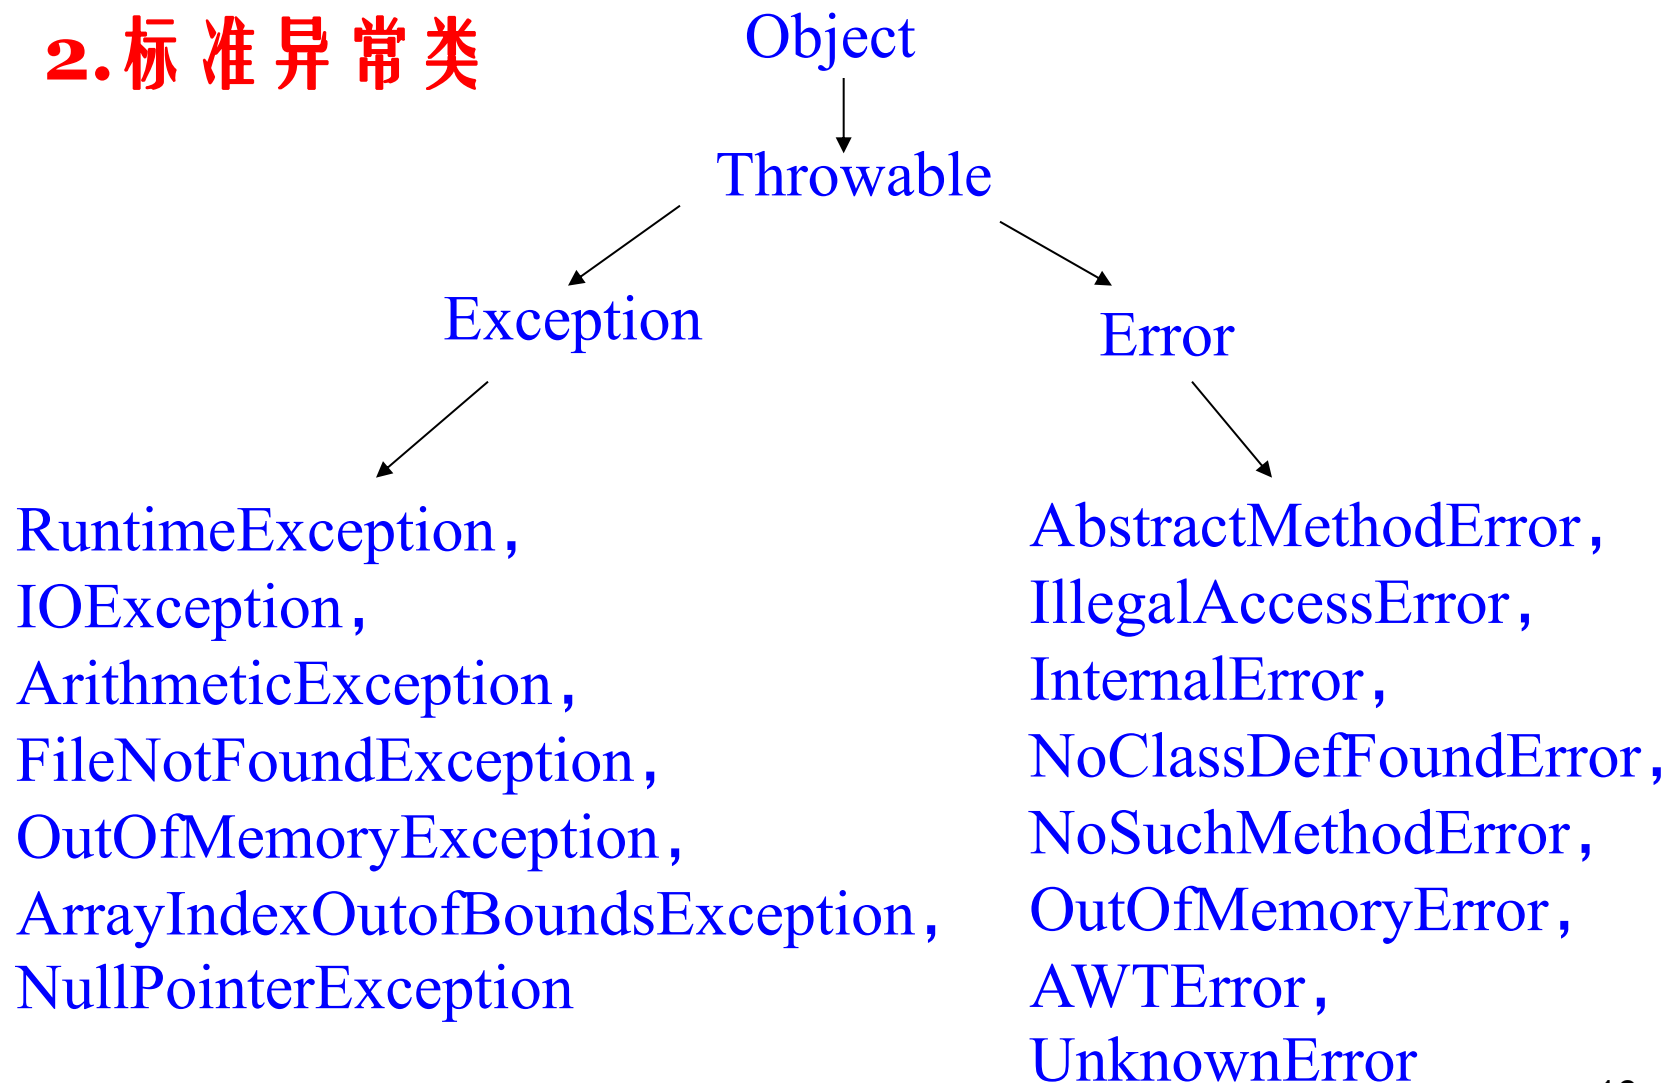 2.标准异常类
Object
Throwable
Exception
Error
RuntimeException,
IOException,
ArithmeticException,
FileNotFoundException,
OutOfMemoryException,
ArrayIndexOutofBoundsException,
NullPointerException
AbstractMethodError,
IllegalAccessError,
InternalError,
NoClassDefFoundError,
NoSuchMethodError,
OutOfMemoryError,
AWTError,
UnknownError